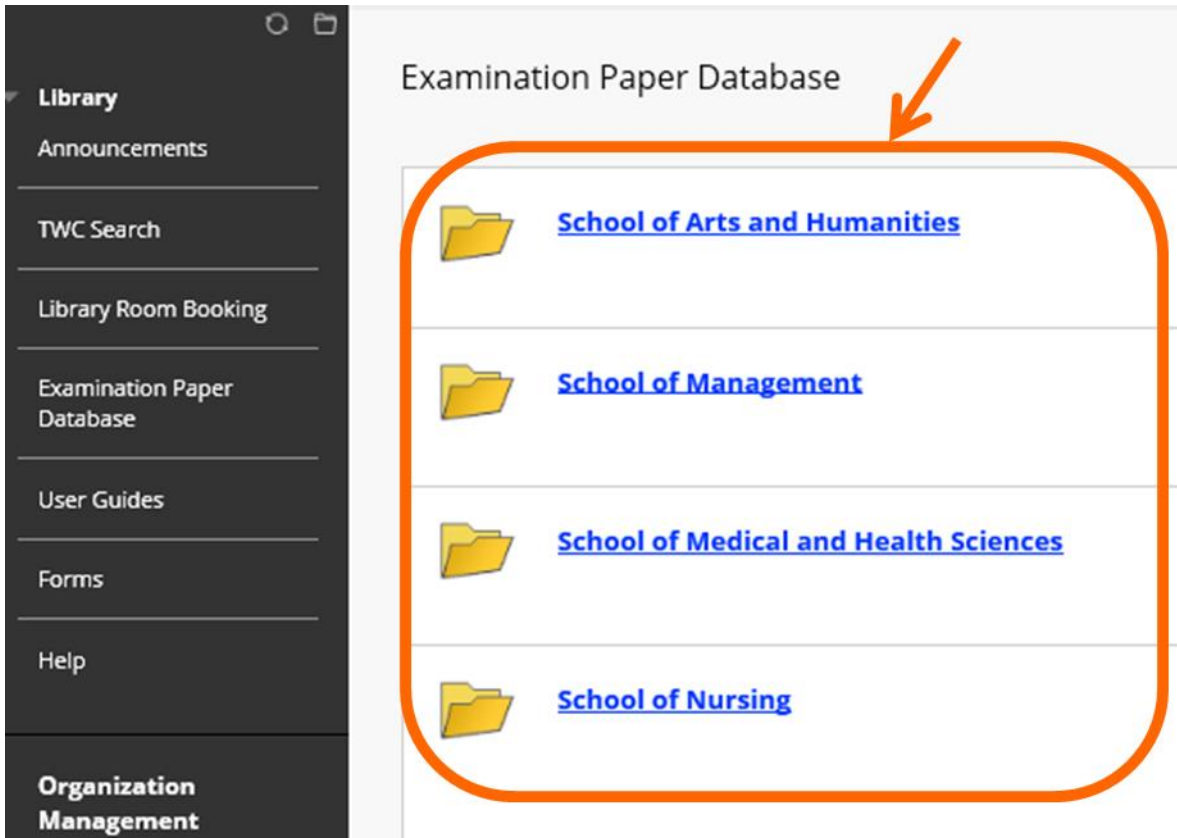 Library
Announcements
TWC Search
Library Room Booking
Examination Paper
Database
User Guides
Forms
Help
Organization
Management
Examination Paper Database
School of Arts and Humanities
School of Management
School of Medical and Health Sciences
School of Nursing